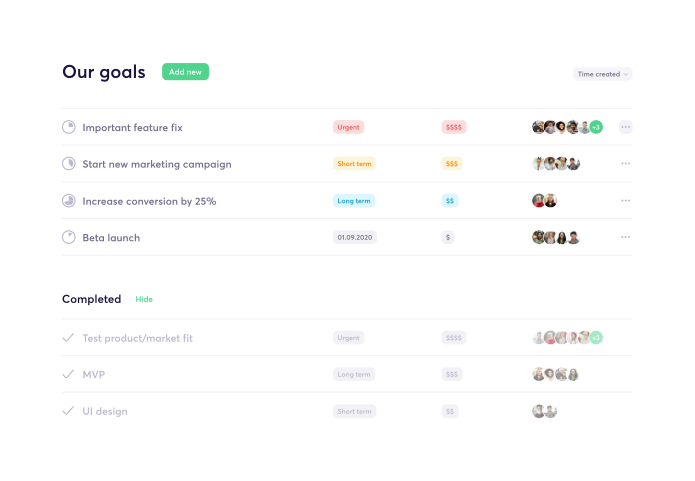 Our goals Add new
Time created
Important feature fix Urgent $$$$ +3
Start new marketing campaign Short term $$$
Increase conversion by 25% Long term $$
Beta launch 01.09.2020 $
Completed Hide
Test product/market fit Urgent $$$$ +3
MVP Long term $$$
UI design Short term $$